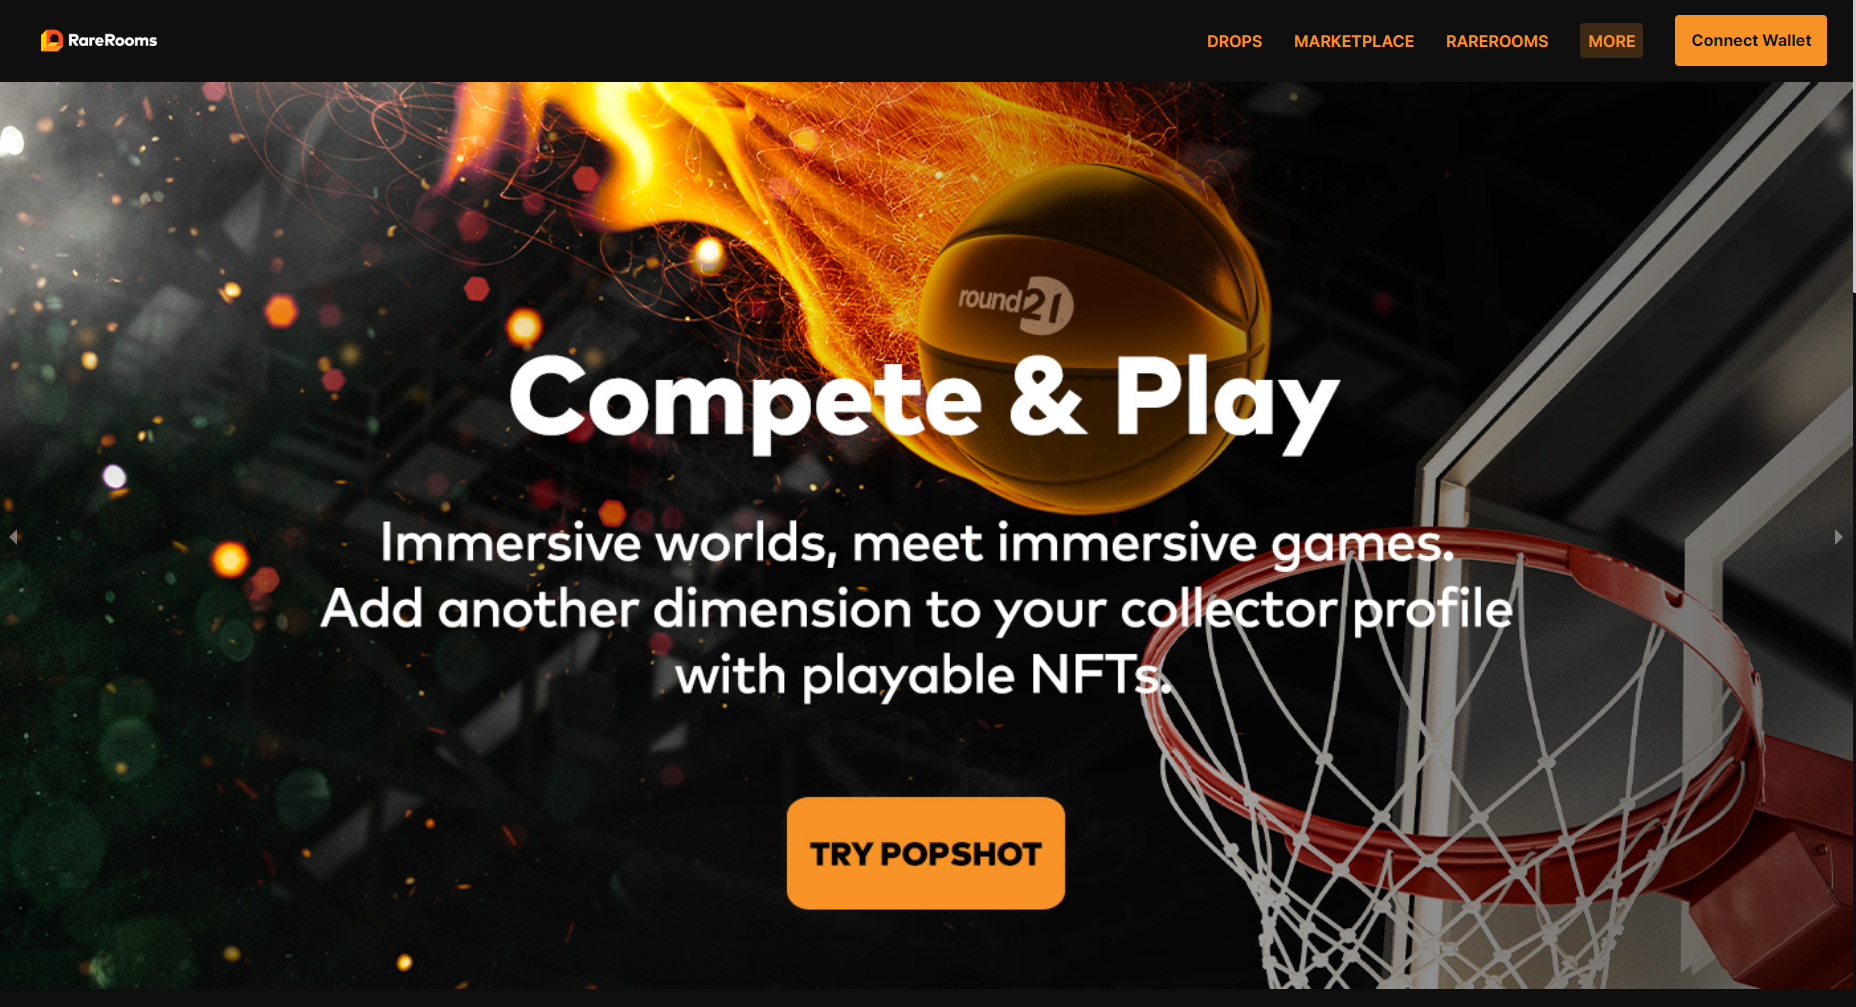 RareRooms
DROPS
MARKETPLACE
RAREROOMS
MORE
Connect Wallet
round21
Compete & Play
Immersive worlds, meet immersive games.
Add another dimension to your collector profile
with playable NFTs.
TRY POPSHOT